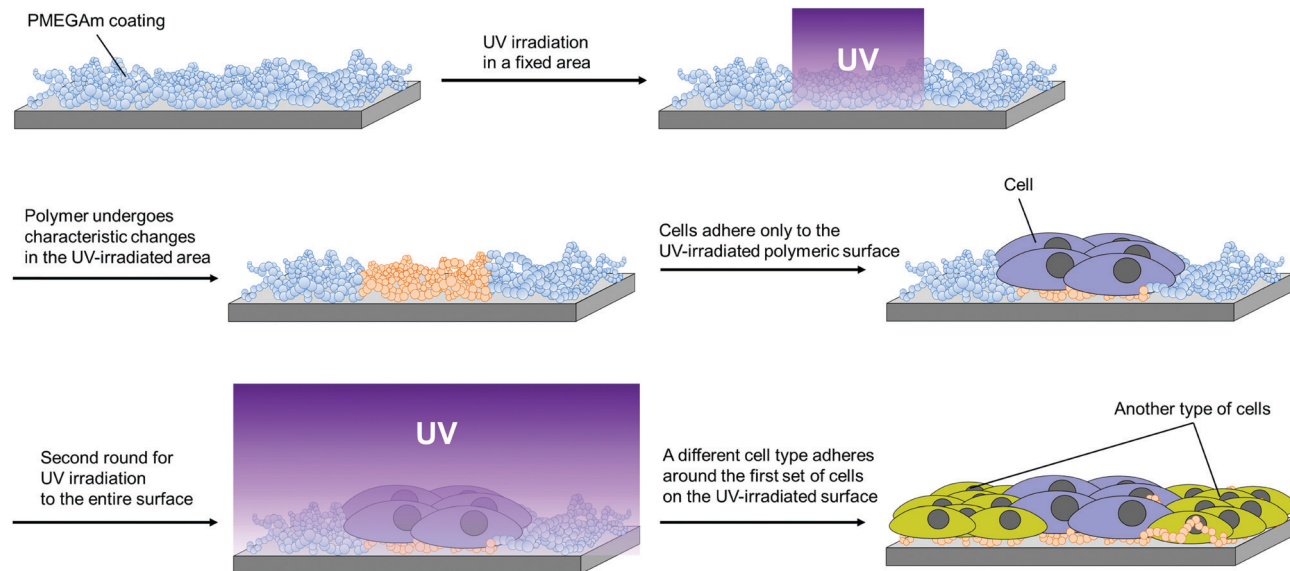 PMEGAm coating
UV irradiation
in a fixed area
UV
Polymer undergoes
characteristic changes
in the UV-irradiated area
Cells adhere only to the
UV-irradiated polymeric surface
Cell
Second round for
UV irradiation
to the entire surface
UV
A different cell type adheres
around the first set of cells
on the UV-irradiated surface
Another type of cells